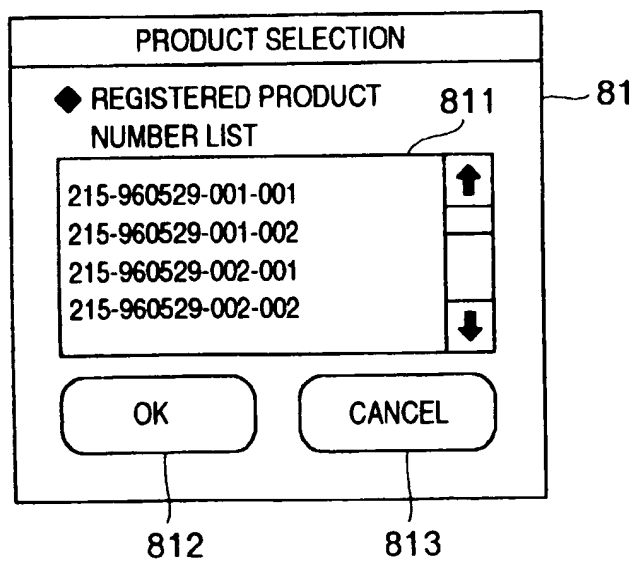 PRODUCT SELECTION
◆ REGISTERED PRODUCT
NUMBER LIST
811
81
215-960529-001-001
215-960529-001-002
215-960529-002-001
215-960529-002-002
OK
CANCEL
812
813